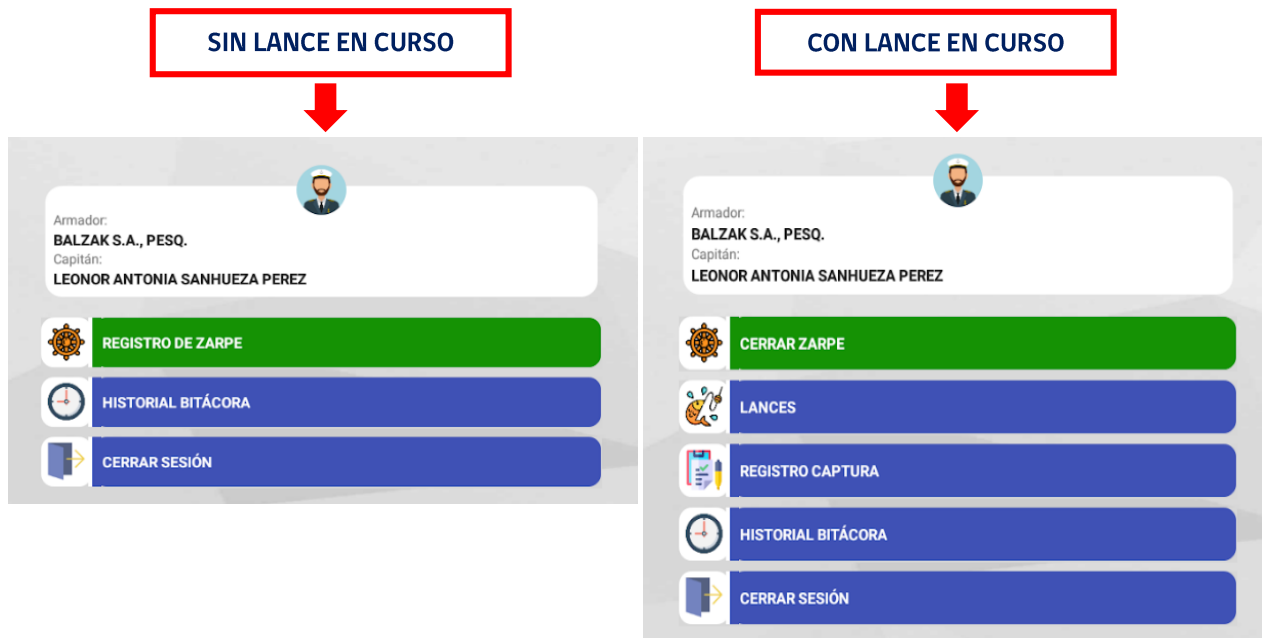 SIN LANCE EN CURSO
Armador:
BALZAK S.A., PESQ.
Capitán:
LEONOR ANTONIA SANHUEZA PEREZ
REGISTRO DE ZARPE
HISTORIAL BITÁCORA
CERRAR SESIÓN
CON LANCE EN CURSO
Armador:
BALZAK S.A., PESQ.
Capitán:
LEONOR ANTONIA SANHUEZA PEREZ
CERRAR ZARPE
LANCES
REGISTRO CAPTURA
HISTORIAL BITÁCORA
CERRAR SESIÓN